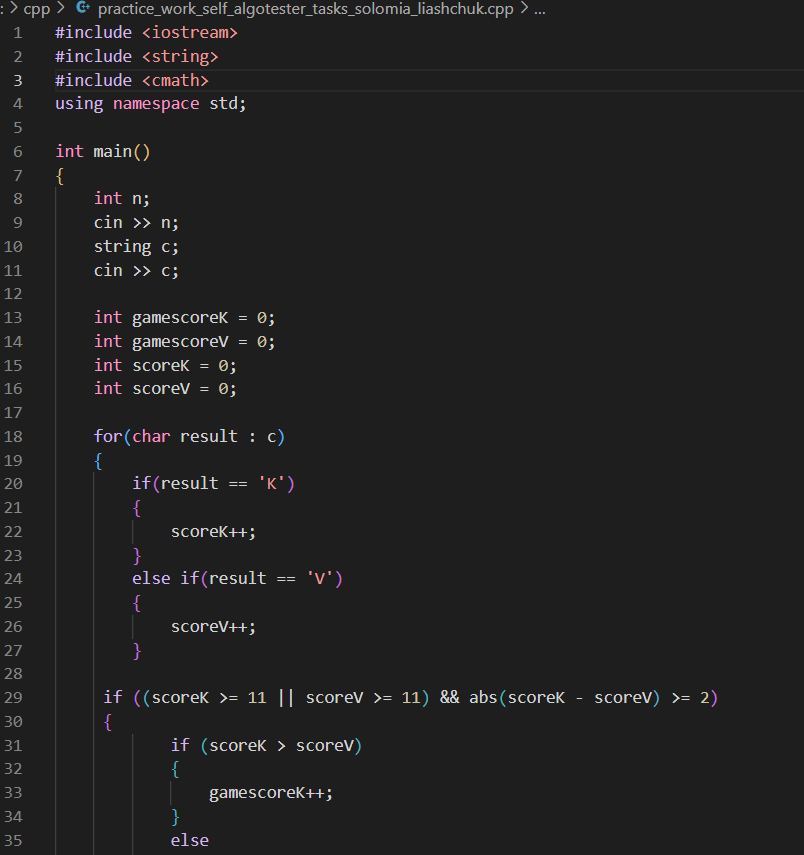 : > cpp > practice_work_self_algotester_tasks_solomia_liashchuk.cpp > ...
1 #include <iostream>
2 #include <string>
3 #include <cmath>
4 using namespace std;
5
6 int main()
7 {
8     int n;
9     cin >> n;
10     string c;
11     cin >> c;
12
13     int gamescoreK = 0;
14     int gamescoreV = 0;
15     int scoreK = 0;
16     int scoreV = 0;
17
18     for(char result : c)
19     {
20         if(result == 'K')
21         {
22             scoreK++;
23         }
24         else if(result == 'V')
25         {
26             scoreV++;
27         }
28
29      if ((scoreK >= 11 || scoreV >= 11) && abs(scoreK - scoreV) >= 2)
30      {
31             if (scoreK > scoreV)
32             {
33                 gamescoreK++;
34             }
35             else